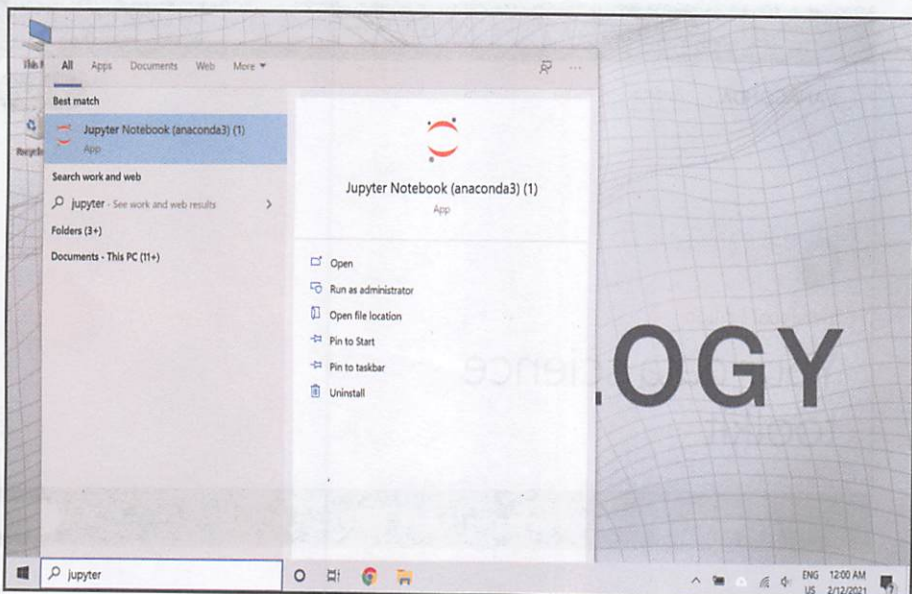 This
All Apps Documents Web More
Best match
Jupyter Notebook (anaconda3) (1)
App
Search work and web
jupyter - See work and web results
Folders (3+)
Documents - This PC (11+)
Jupyter Notebook (anaconda3) (1)
App
Open
Run as administrator
Open file location
Pin to Start
Pin to taskbar
Uninstall
LOGY
jupyter
ENG 12:00 AM
US 2/12/2021